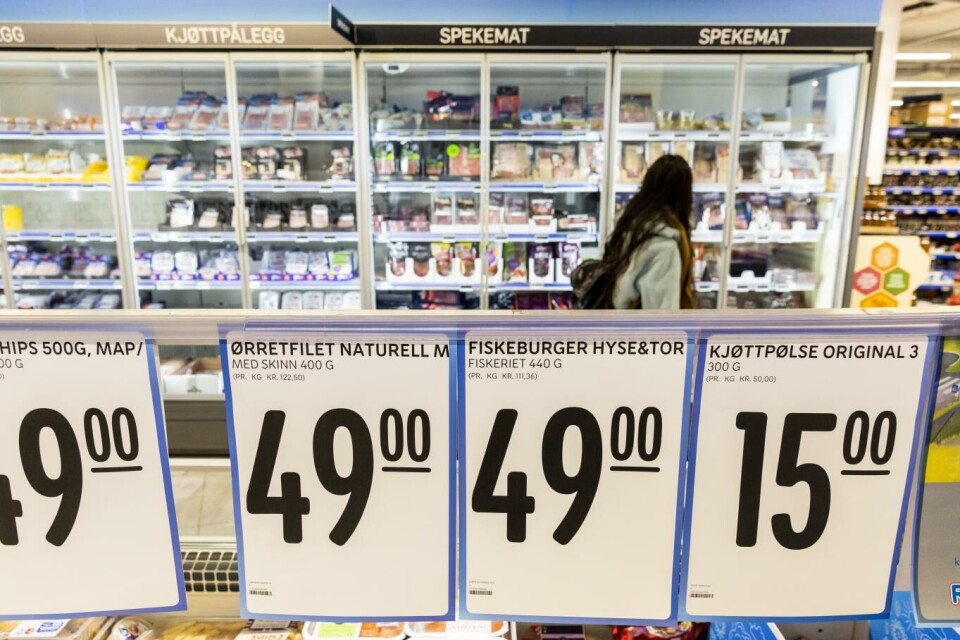 EGG
KJØTTPÅLEGG
SPEKEMAT
SPEKEMAT
HIPS 500G, MAP/
00 G
49 00
ØRRETFILET NATURELL M
MED SKINN 400 G
(PR. KG KR. 122,50)
49 00
FISKEBURGER HYSE&TOR
FISKERIET 440 G
(PR. KG KR. 111,36)
49 00
KJØTTPØLSE ORIGINAL 3
300 G
(PR. KG KR. 50,00)
15 00